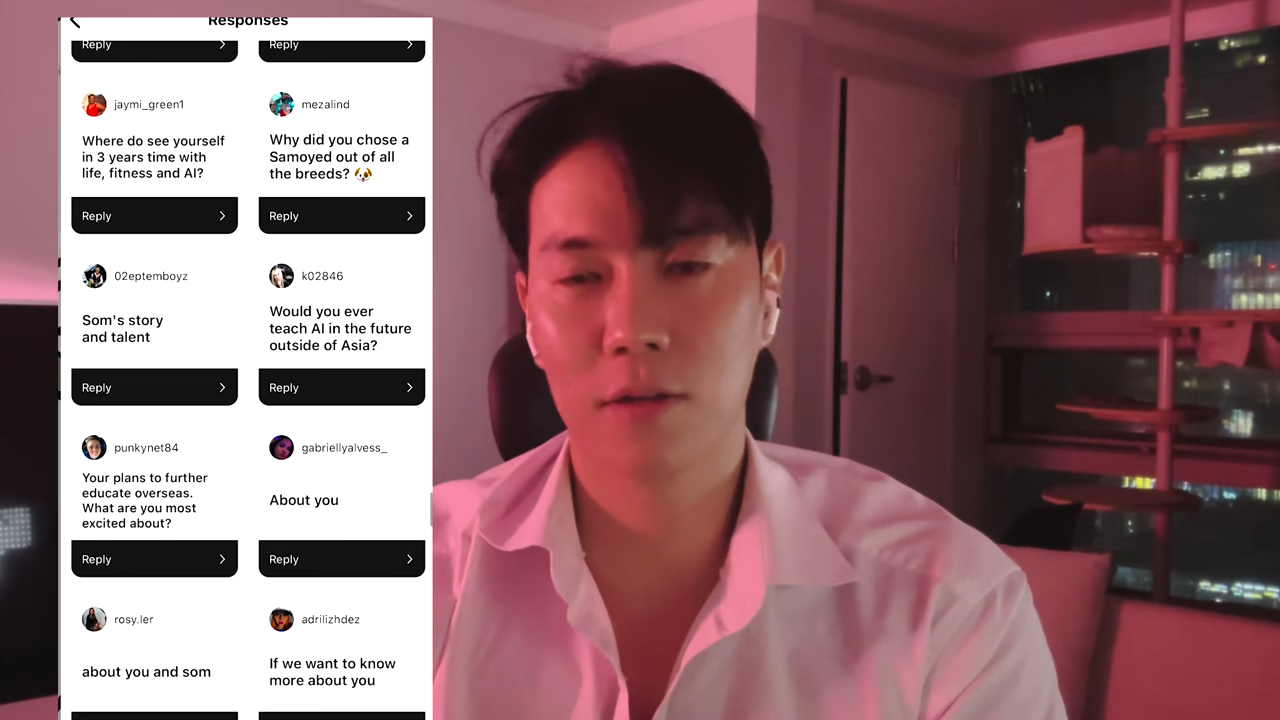 Responses
Reply
Reply
jaymi_green1
Where do see yourself
in 3 years time with
life, fitness and AI?
Reply
mezalind
Why did you chose a
Samoyed out of all
the breeds? 🐶
Reply
02eptemboyz
Som's story
and talent
Reply
k02846
Would you ever
teach AI in the future
outside of Asia?
Reply
punkynet84
Your plans to further
educate overseas.
What are you most
excited about?
Reply
gabriellyalvess_
About you
Reply
rosy.ler
about you and som
adrilizhdez
If we want to know
more about you